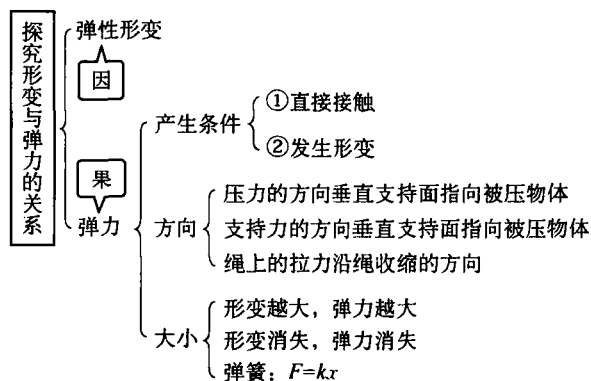 探究形变与弹力的关系
弹性形变
因
果
弹力
产生条件
①直接接触
②发生形变
方向
压力的方向垂直支持面指向被压物体
支持力的方向垂直支持面指向被压物体
绳上的拉力沿绳收缩的方向
大小
形变越大，弹力越大
形变消失，弹力消失
弹簧：F=kx